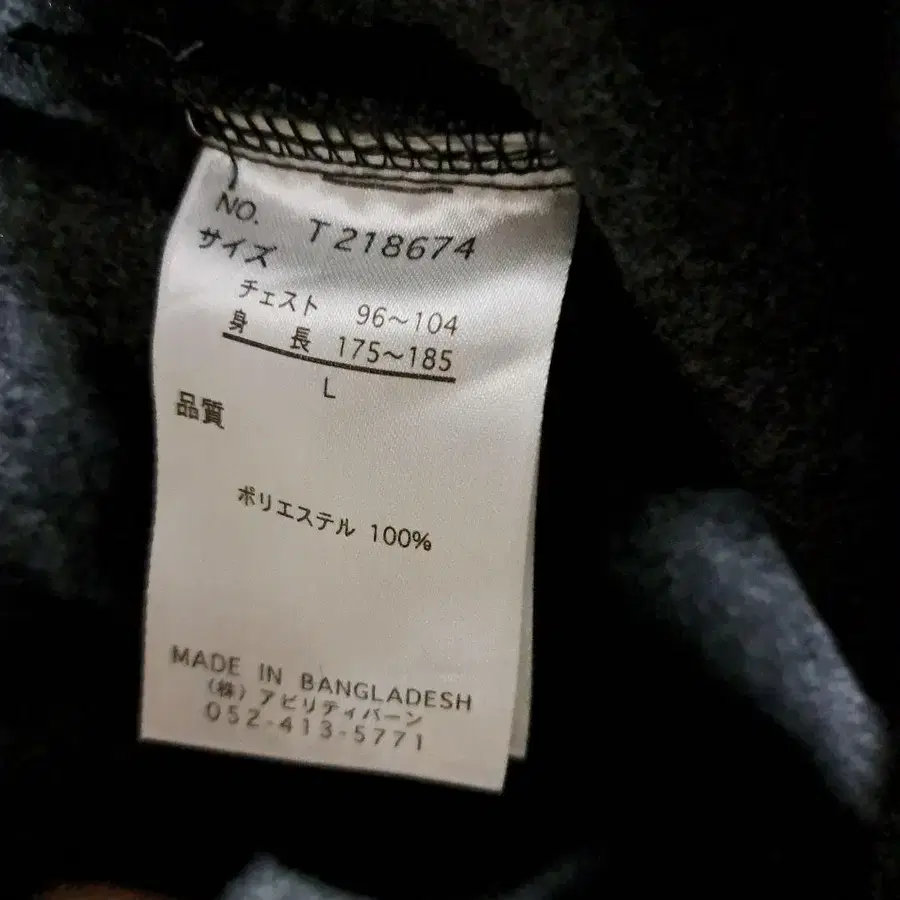 NO. T218674
サイズ
チェスト 96～104
身長 175～185
L
品質
ポリエステル 100%
MADE IN BANGLADESH
(株) アビリティバーン
052-413-5771